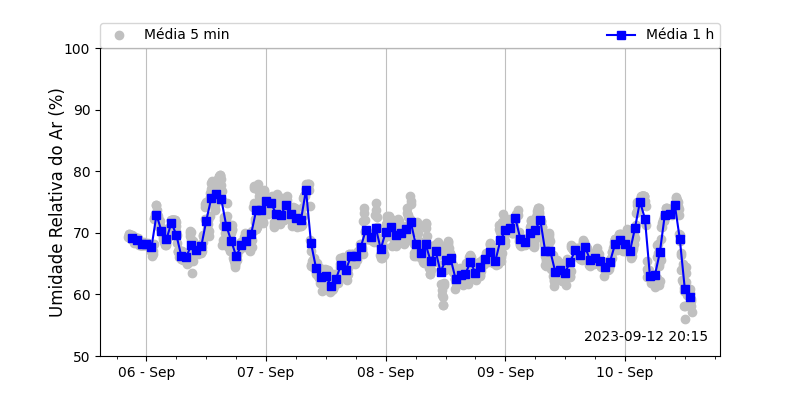 Média 5 min
Média 1 h
Umidade Relativa do Ar (%)
100
90
80
70
60
50
2023-09-12 20:15
06 - Sep
07 - Sep
08 - Sep
09 - Sep
10 - Sep